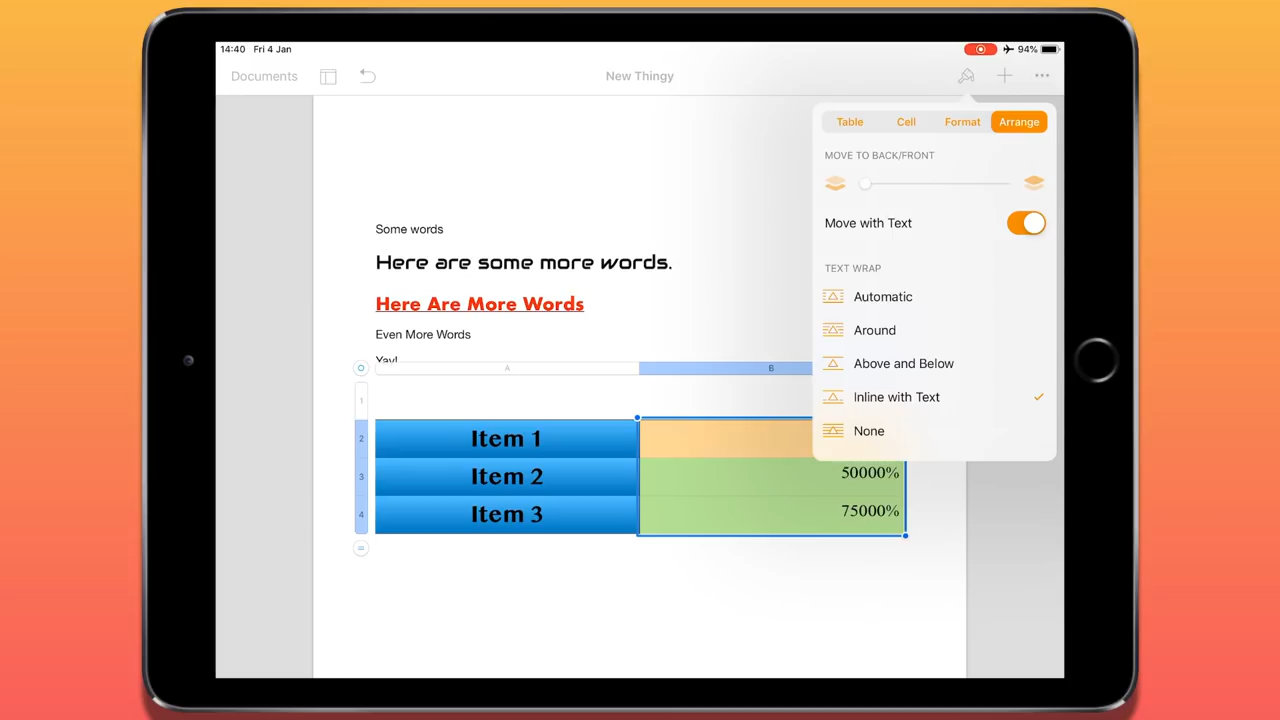 14:40 Fri 4 Jan 94%
Documents New Thingy
Table Cell Format Arrange
MOVE TO BACK/FRONT
Move with Text
TEXT WRAP
Automatic
Around
Above and Below
Inline with Text
None
Some words
Here are some more words.
Here Are More Words
Even More Words
Yay!
A B
1
2 Item 1
3 Item 2 50000%
4 Item 3 75000%